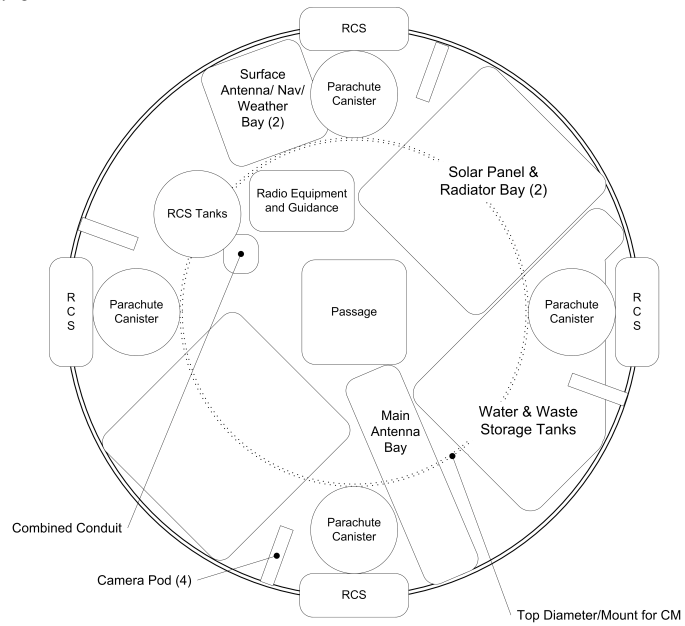 RCS
Surface
Antenna/ Nav/
Weather
Bay (2)
Parachute
Canister
Solar Panel &
Radiator Bay (2)
RCS Tanks
Radio Equipment
and Guidance
R
C
S
Parachute
Canister
Passage
Parachute
Canister
R
C
S
Main
Antenna
Bay
Water & Waste
Storage Tanks
Combined Conduit
Parachute
Canister
Camera Pod (4)
RCS
Top Diameter/Mount for CM